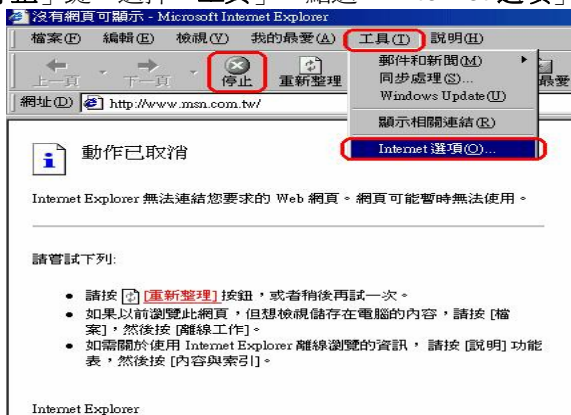 沒有網頁可顯示 - Microsoft Internet Explorer
檔案(F) 編輯(E) 檢視(V) 我的最愛(A) 工具(T) 說明(H)
上一頁 下一頁 停止 重新整理
郵件和新聞(M)
同步處理(S)...
Windows Update(U)
顯示相關連結(R)
Internet 選項(O)...
網址(D) http://www.msn.com.tw/
動作已取消
Internet Explorer 無法連結您要求的 Web 網頁。網頁可能暫時無法使用。
請嘗試下列:
請按 [重新整理] 按鈕，或者稍後再試一次。
如果以前瀏覽此網頁，但想檢視儲存在電腦的內容，請按 [檔
案]，然後按 [離線工作]。
如需關於使用 Internet Explorer 離線瀏覽的資訊， 請按 [說明] 功能
表，然後按 [內容與索引]。
Internet Explorer